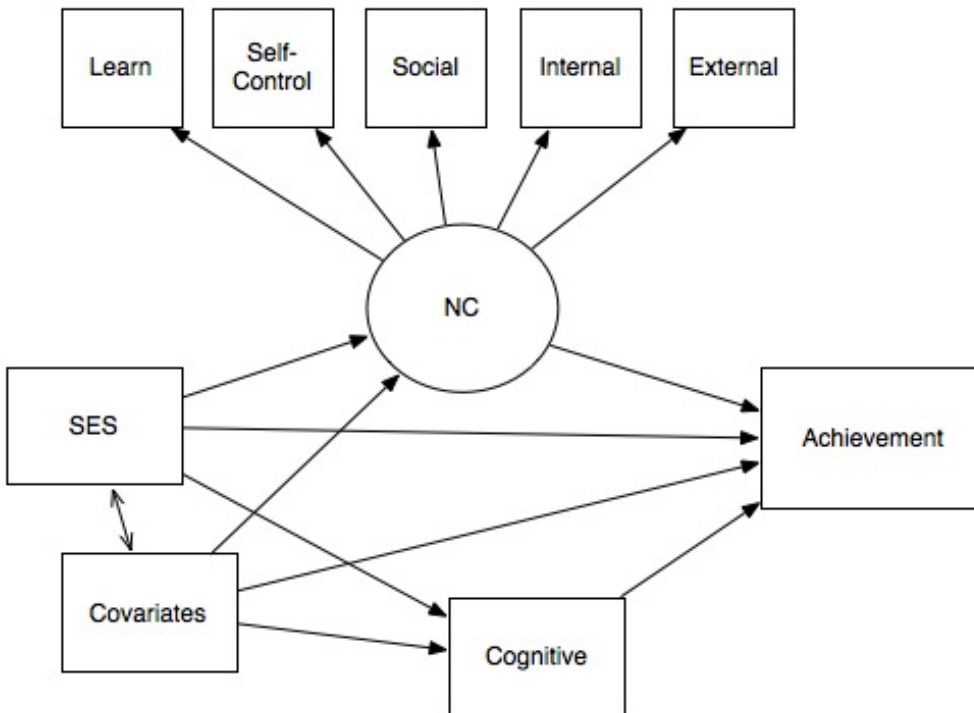 Learn
Self-
Control
Social
Internal
External
NC
SES
Achievement
Covariates
Cognitive